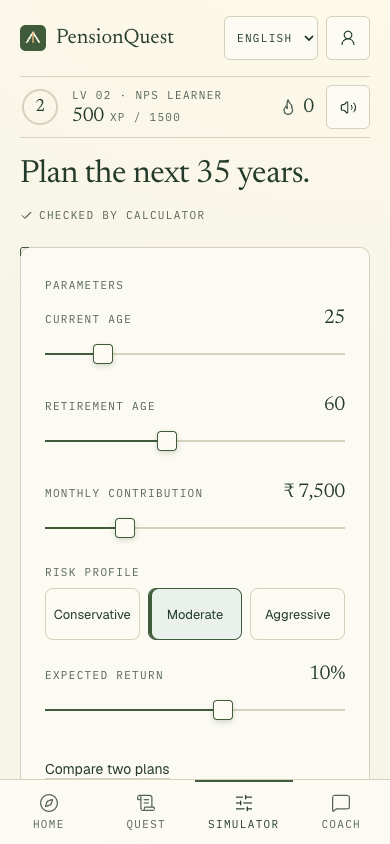 PensionQuest
ENGLISH
2
LV 02 · NPS LEARNER
500 XP / 1500
0
Plan the next 35 years.
CHECKED BY CALCULATOR
PARAMETERS
CURRENT AGE 25
RETIREMENT AGE 60
MONTHLY CONTRIBUTION ₹ 7,500
RISK PROFILE
Conservative Moderate Aggressive
EXPECTED RETURN 10%
Compare two plans
HOME QUEST SIMULATOR COACH